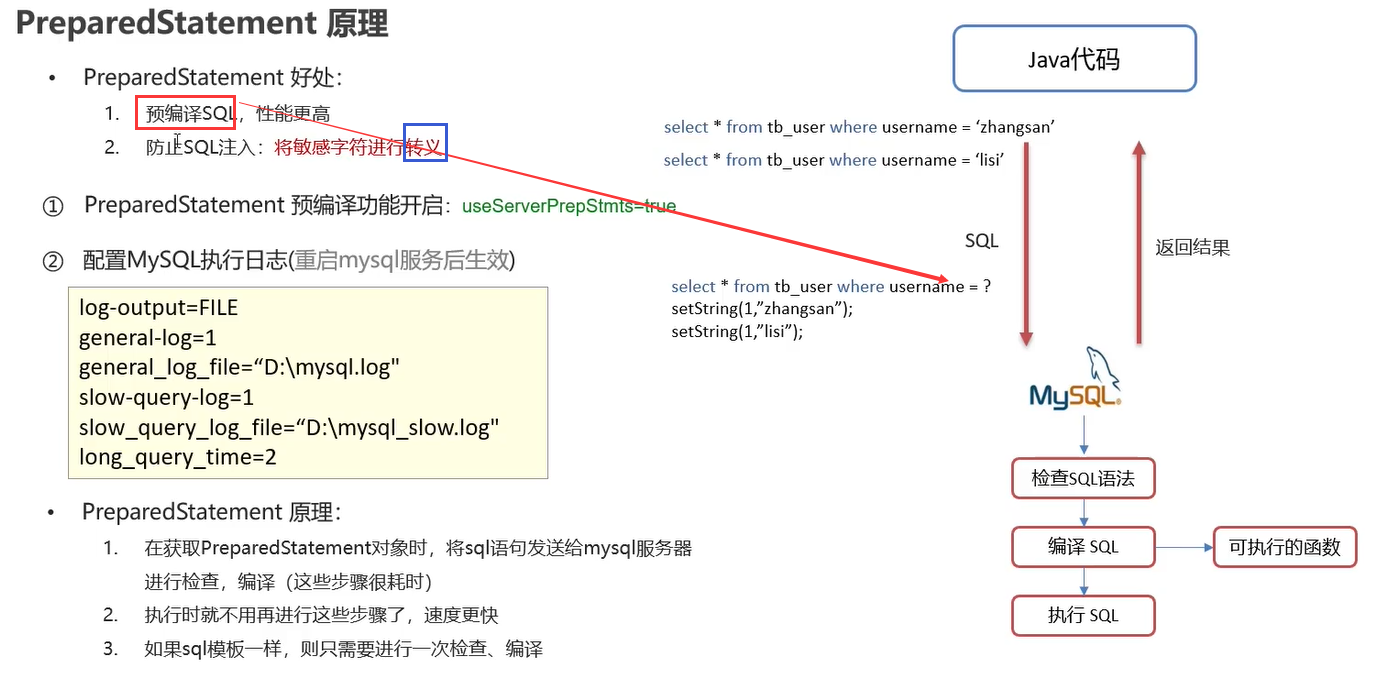 PreparedStatement 原理
• PreparedStatement 好处：
1. 预编译SQL，性能更高
2. 防止SQL注入：将敏感字符进行转义
① PreparedStatement 预编译功能开启：useServerPrepStmts=true
② 配置MySQL执行日志(重启mysql服务后生效)
log-output=FILE
general-log=1
general_log_file=“D:\mysql.log"
slow-query-log=1
slow_query_log_file=“D:\mysql_slow.log"
long_query_time=2
• PreparedStatement 原理：
1. 在获取PreparedStatement对象时，将sql语句发送给mysql服务器
进行检查，编译（这些步骤很耗时）
2. 执行时就不用再进行这些步骤了，速度更快
3. 如果sql模板一样，则只需要进行一次检查、编译
Java代码
select * from tb_user where username = ‘zhangsan’
select * from tb_user where username = ‘lisi’
SQL
返回结果
select * from tb_user where username = ?
setString(1,”zhangsan”);
setString(1,”lisi”);
MySQL®
检查SQL语法
编译 SQL
可执行的函数
执行 SQL